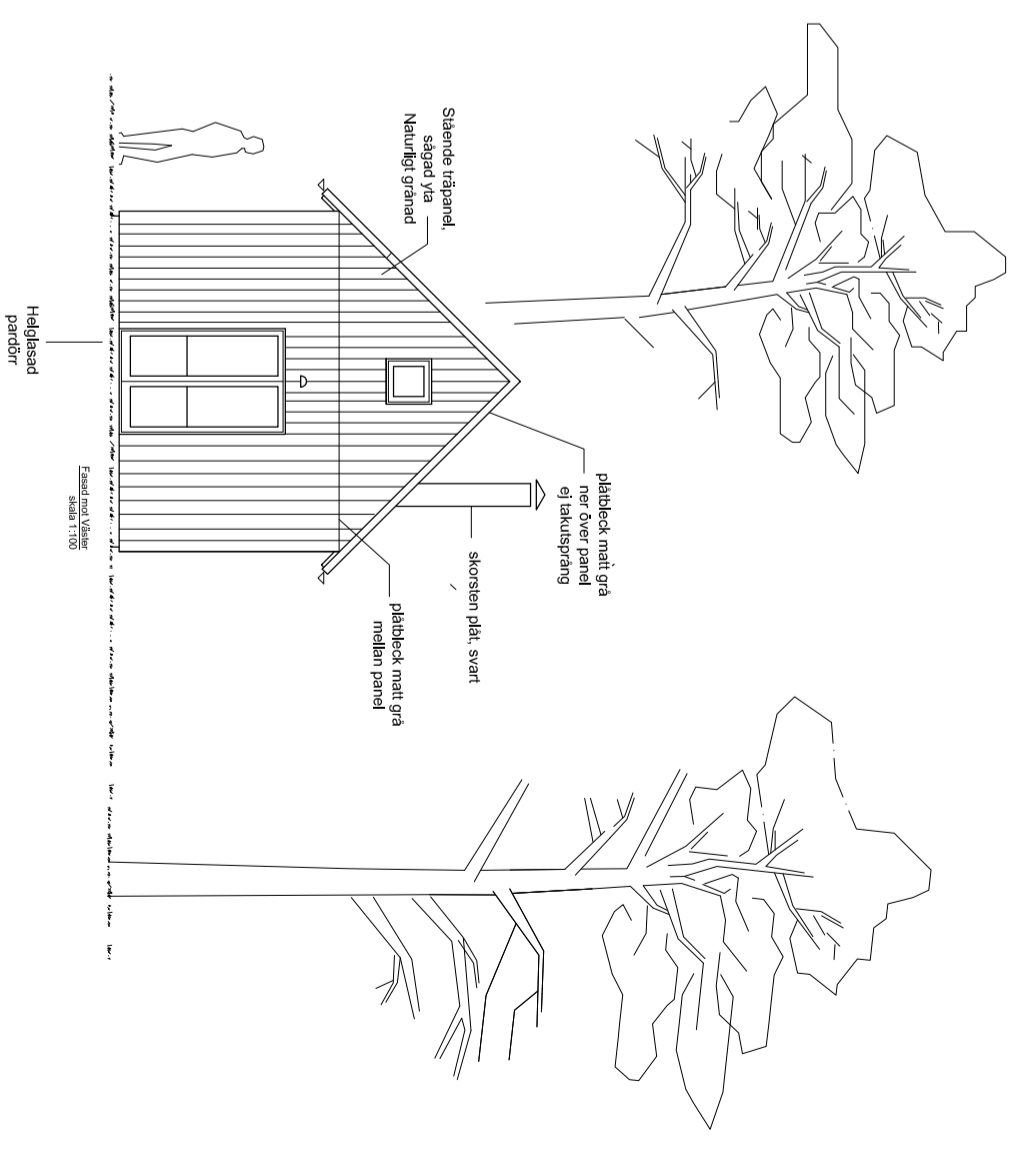 Stående träpanel,
sågad yta
Naturligt grånad
plåtbleck matt grå
ner över panel
ej takutsprång
skorsten plåt, svart
plåtbleck matt grå
mellan panel
Helglasad
pardörr
Fasad mot Väster
skala 1:100